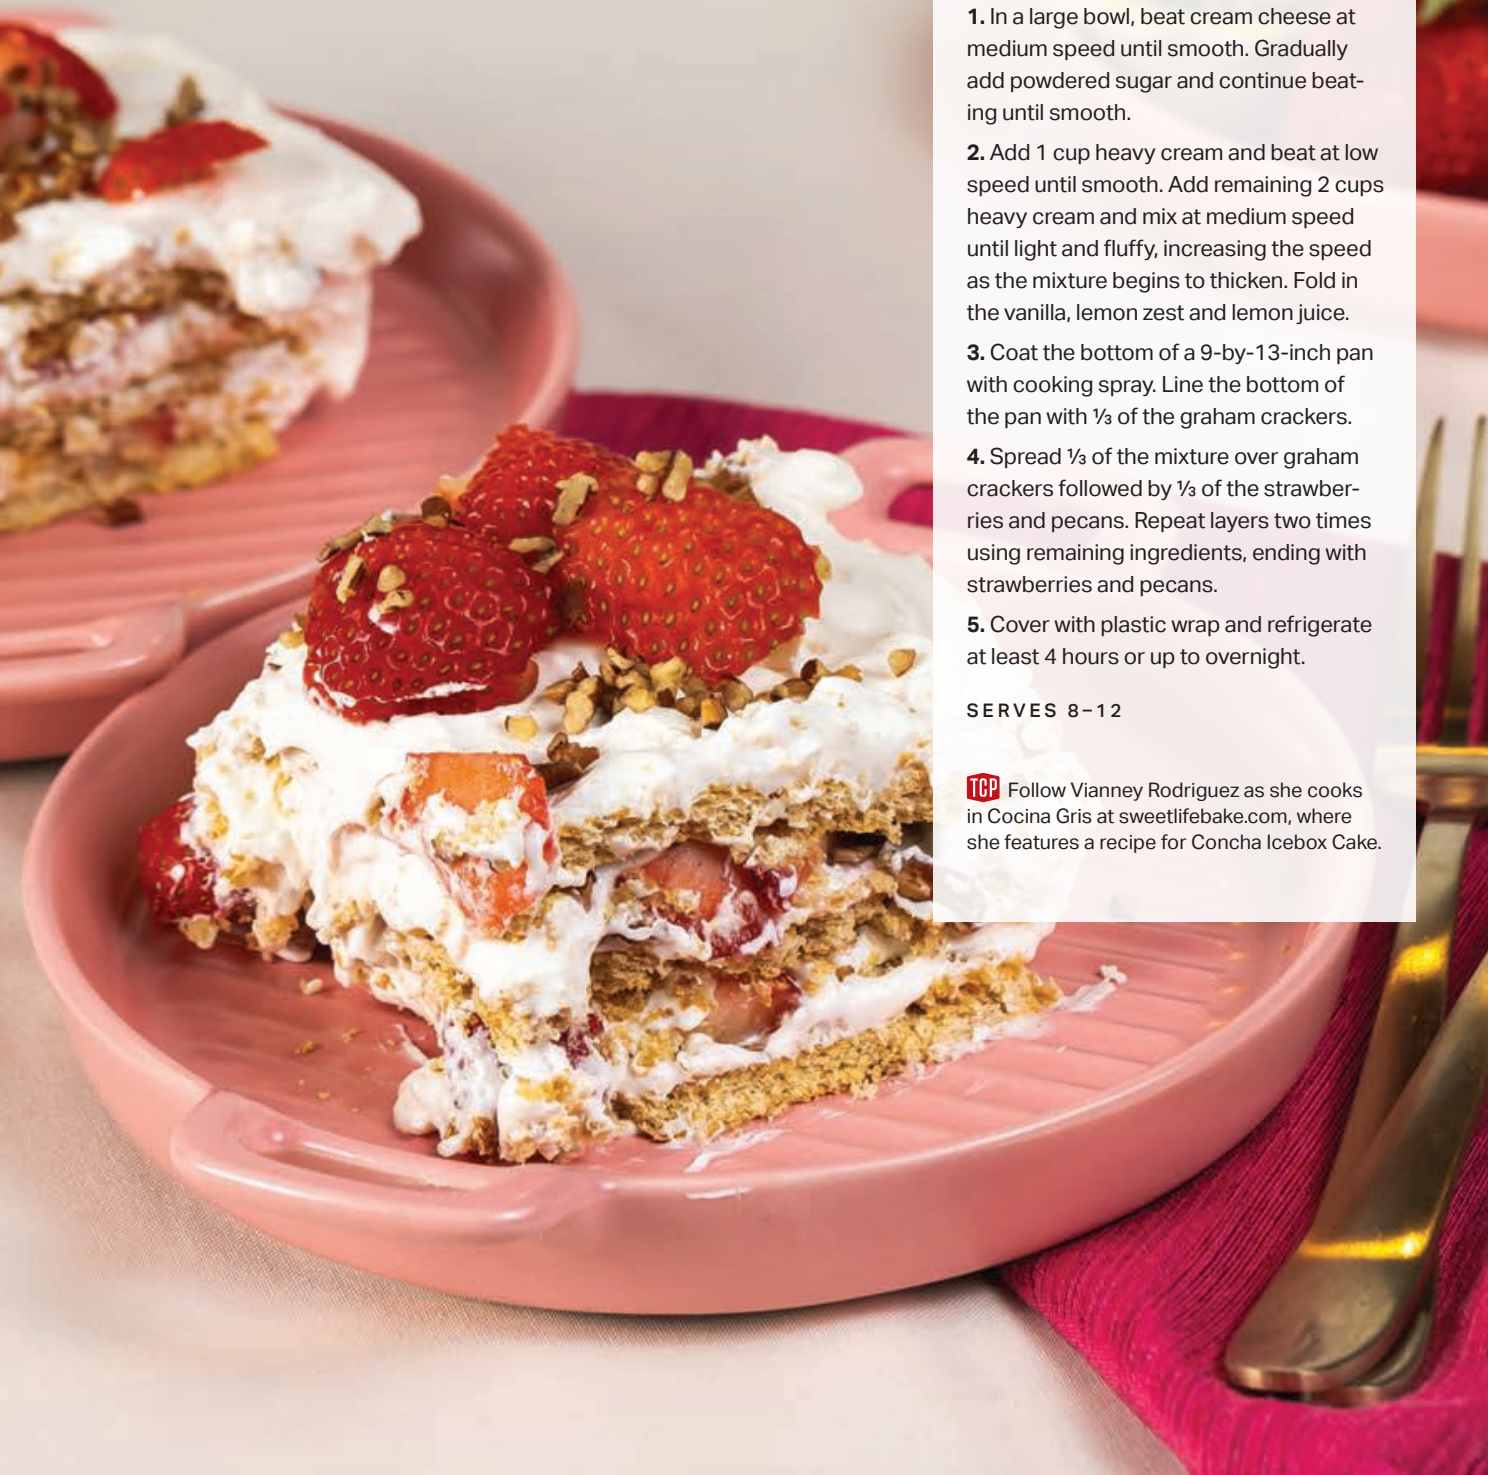 1. In a large bowl, beat cream cheese at
medium speed until smooth. Gradually
add powdered sugar and continue beat-
ing until smooth.
2. Add 1 cup heavy cream and beat at low
speed until smooth. Add remaining 2 cups
heavy cream and mix at medium speed
until light and fluffy, increasing the speed
as the mixture begins to thicken. Fold in
the vanilla, lemon zest and lemon juice.
3. Coat the bottom of a 9-by-13-inch pan
with cooking spray. Line the bottom of
the pan with ⅓ of the graham crackers.
4. Spread ⅓ of the mixture over graham
crackers followed by ⅓ of the strawber-
ries and pecans. Repeat layers two times
using remaining ingredients, ending with
strawberries and pecans.
5. Cover with plastic wrap and refrigerate
at least 4 hours or up to overnight.
SERVES 8–12
TCP Follow Vianney Rodriguez as she cooks
in Cocina Gris at sweetlifebake.com, where
she features a recipe for Concha Icebox Cake.